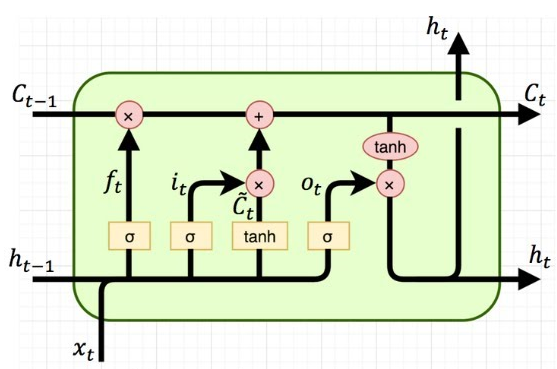 h_t
C_{t-1} × + C_t
tanh
f_t i_t × o_t ×
C̃_t
σ σ tanh σ
h_{t-1} h_t
x_t